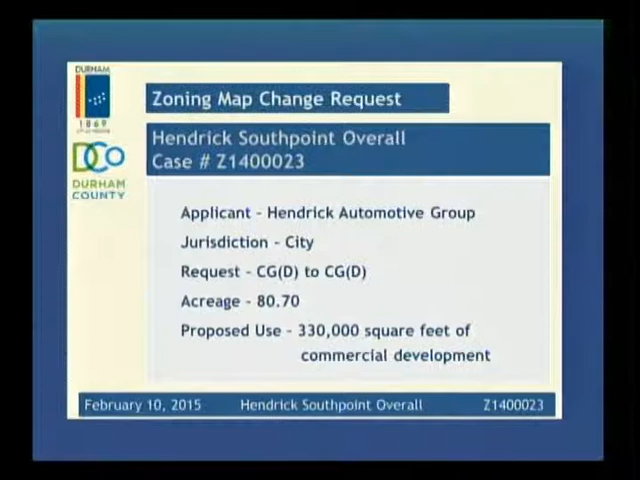 DURHAM
1869
DCO
DURHAM
COUNTY
Zoning Map Change Request
Hendrick Southpoint Overall
Case # Z1400023
Applicant - Hendrick Automotive Group
Jurisdiction - City
Request - CG(D) to CG(D)
Acreage - 80.70
Proposed Use - 330,000 square feet of
commercial development
February 10, 2015 Hendrick Southpoint Overall Z1400023